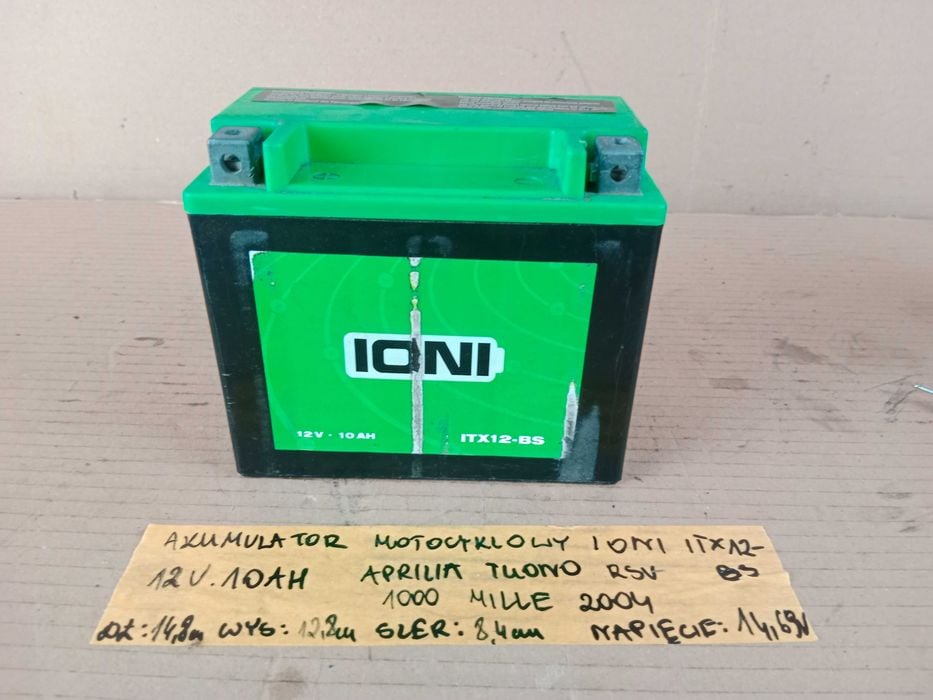 IONI
12V - 10AH ITX12-BS
AKUMULATOR MOTOCYKLOWY IONI ITX12-
12V.10AH APRILIA TUONO RSV BS
1000 MILLE 2004
DŁ:14,8cm WYS:12,8cm SZER:8,4cm NAPIĘCIE:14,69V